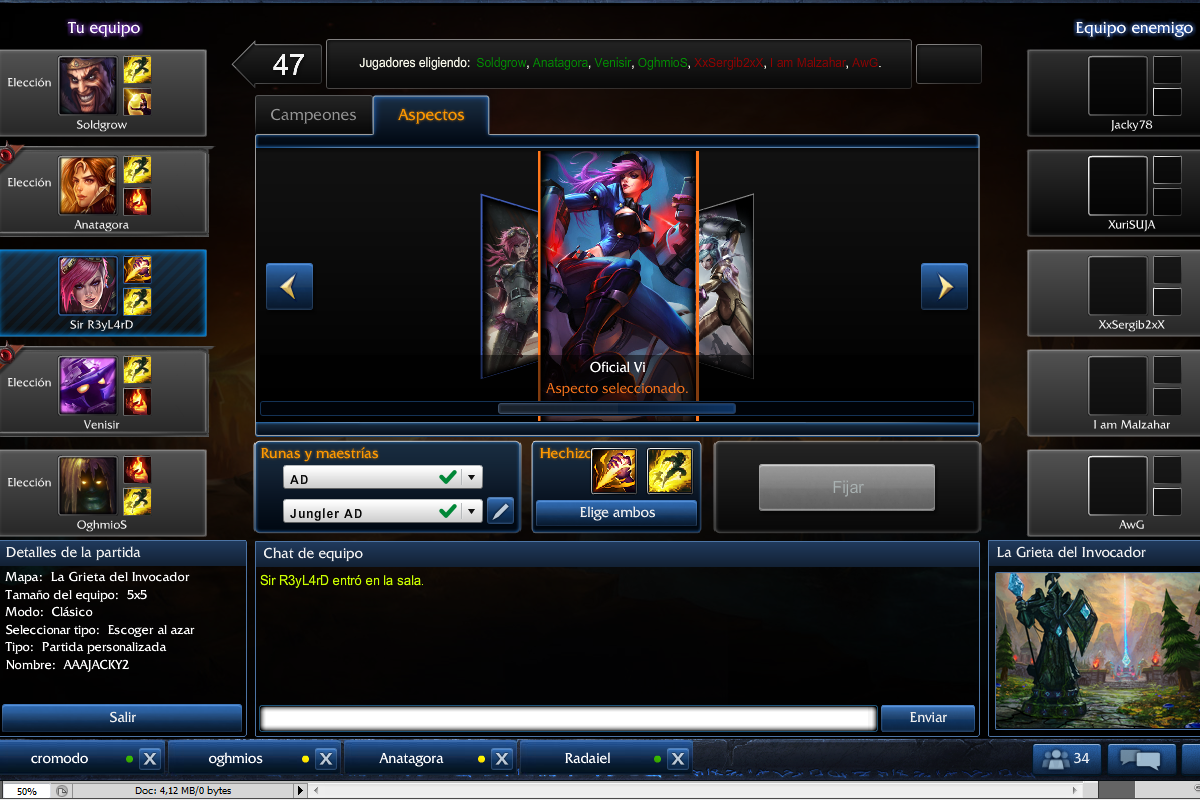 Tu equipo
Equipo enemigo
47
Jugadores eligiendo: Soldgrow, Anatagora, Venisir, OghmioS, XxSergib2xX, I am Malzahar, AwG.
Elección
Soldgrow
Elección
Anatagora
Sir R3yL4rD
Elección
Venisir
Elección
OghmioS
Campeones
Aspectos
Oficial Vi
Aspecto seleccionado.
Jacky78
XuriSUJA
XxSergib2xX
I am Malzahar
AwG
Runas y maestrías
AD
Jungler AD
Hechizo
Elige ambos
Fijar
Detalles de la partida
Mapa: La Grieta del Invocador
Tamaño del equipo: 5x5
Modo: Clásico
Seleccionar tipo: Escoger al azar
Tipo: Partida personalizada
Nombre: AAAJACKY2
Salir
Chat de equipo
Sir R3yL4rD entró en la sala.
Enviar
La Grieta del Invocador
cromodo X
oghmios X
Anatagora X
Radaiel X
34
50%
Doc: 4,12 MB/0 bytes